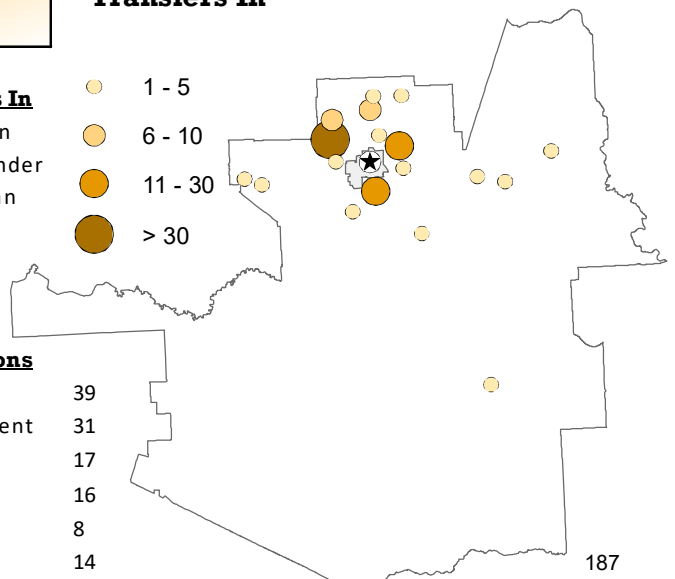 Transfers In
s In
1 - 5
n
6 - 10
nder
11 - 30
nn
> 30
ons
39
ent 31
17
16
8
14
187